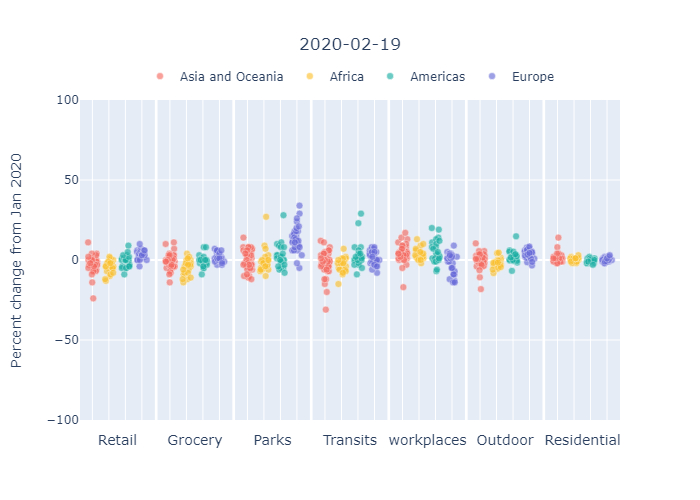 2020-02-19
Asia and Oceania Africa Americas Europe
Percent change from Jan 2020
100
50
0
−50
−100
Retail Grocery Parks Transits workplaces Outdoor Residential